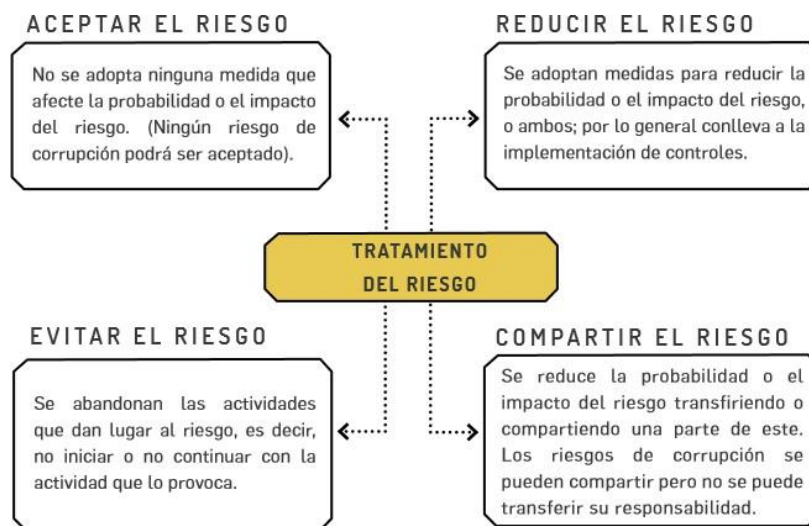 ACEPTAR EL RIESGO
No se adopta ninguna medida que
afecte la probabilidad o el impacto
del riesgo. (Ningún riesgo de
corrupción podrá ser aceptado).
REDUCIR EL RIESGO
Se adoptan medidas para reducir la
probabilidad o el impacto del riesgo,
o ambos; por lo general conlleva a la
implementación de controles.
TRATAMIENTO
DEL RIESGO
EVITAR EL RIESGO
Se abandonan las actividades
que dan lugar al riesgo, es decir,
no iniciar o no continuar con la
actividad que lo provoca.
COMPARTIR EL RIESGO
Se reduce la probabilidad o el
impacto del riesgo transfiriendo o
compartiendo una parte de este.
Los riesgos de corrupción se
pueden compartir pero no se puede
transferir su responsabilidad.